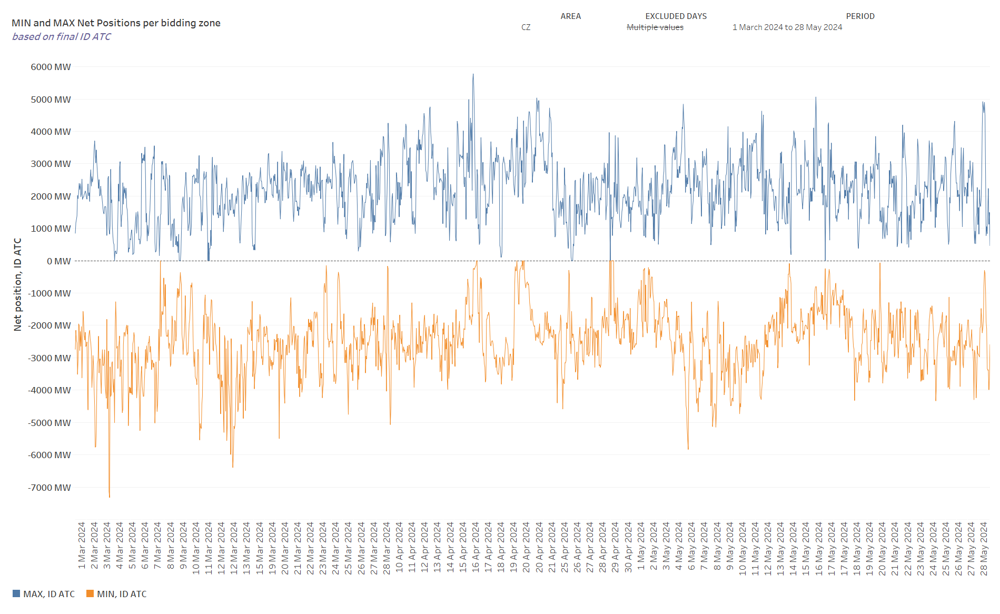 MIN and MAX Net Positions per bidding zone
based on final ID ATC
AREA
CZ
EXCLUDED DAYS
Multiple values
PERIOD
1 March 2024 to 28 May 2024
Net position, ID ATC
6000 MW
5000 MW
4000 MW
3000 MW
2000 MW
1000 MW
0 MW
-1000 MW
-2000 MW
-3000 MW
-4000 MW
-5000 MW
-6000 MW
-7000 MW
1 Mar 2024
2 Mar 2024
3 Mar 2024
4 Mar 2024
5 Mar 2024
6 Mar 2024
7 Mar 2024
8 Mar 2024
9 Mar 2024
10 Mar 2024
11 Mar 2024
12 Mar 2024
12 Mar 2024
13 Mar 2024
15 Mar 2024
19 Mar 2024
20 Mar 2024
21 Mar 2024
22 Mar 2024
23 Mar 2024
24 Mar 2024
25 Mar 2024
26 Mar 2024
27 Mar 2024
28 Mar 2024
10 Apr 2024
11 Apr 2024
12 Apr 2024
13 Apr 2024
14 Apr 2024
15 Apr 2024
16 Apr 2024
17 Apr 2024
18 Apr 2024
19 Apr 2024
20 Apr 2024
20 Apr 2024
21 Apr 2024
25 Apr 2024
26 Apr 2024
27 Apr 2024
28 Apr 2024
29 Apr 2024
30 Apr 2024
1 May 2024
2 May 2024
3 May 2024
4 May 2024
6 May 2024
7 May 2024
8 May 2024
9 May 2024
10 May 2024
11 May 2024
12 May 2024
13 May 2024
14 May 2024
15 May 2024
16 May 2024
17 May 2024
17 May 2024
18 May 2024
19 May 2024
20 May 2024
21 May 2024
22 May 2024
23 May 2024
24 May 2024
25 May 2024
26 May 2024
27 May 2024
28 May 2024
MAX, ID ATC
MIN, ID ATC